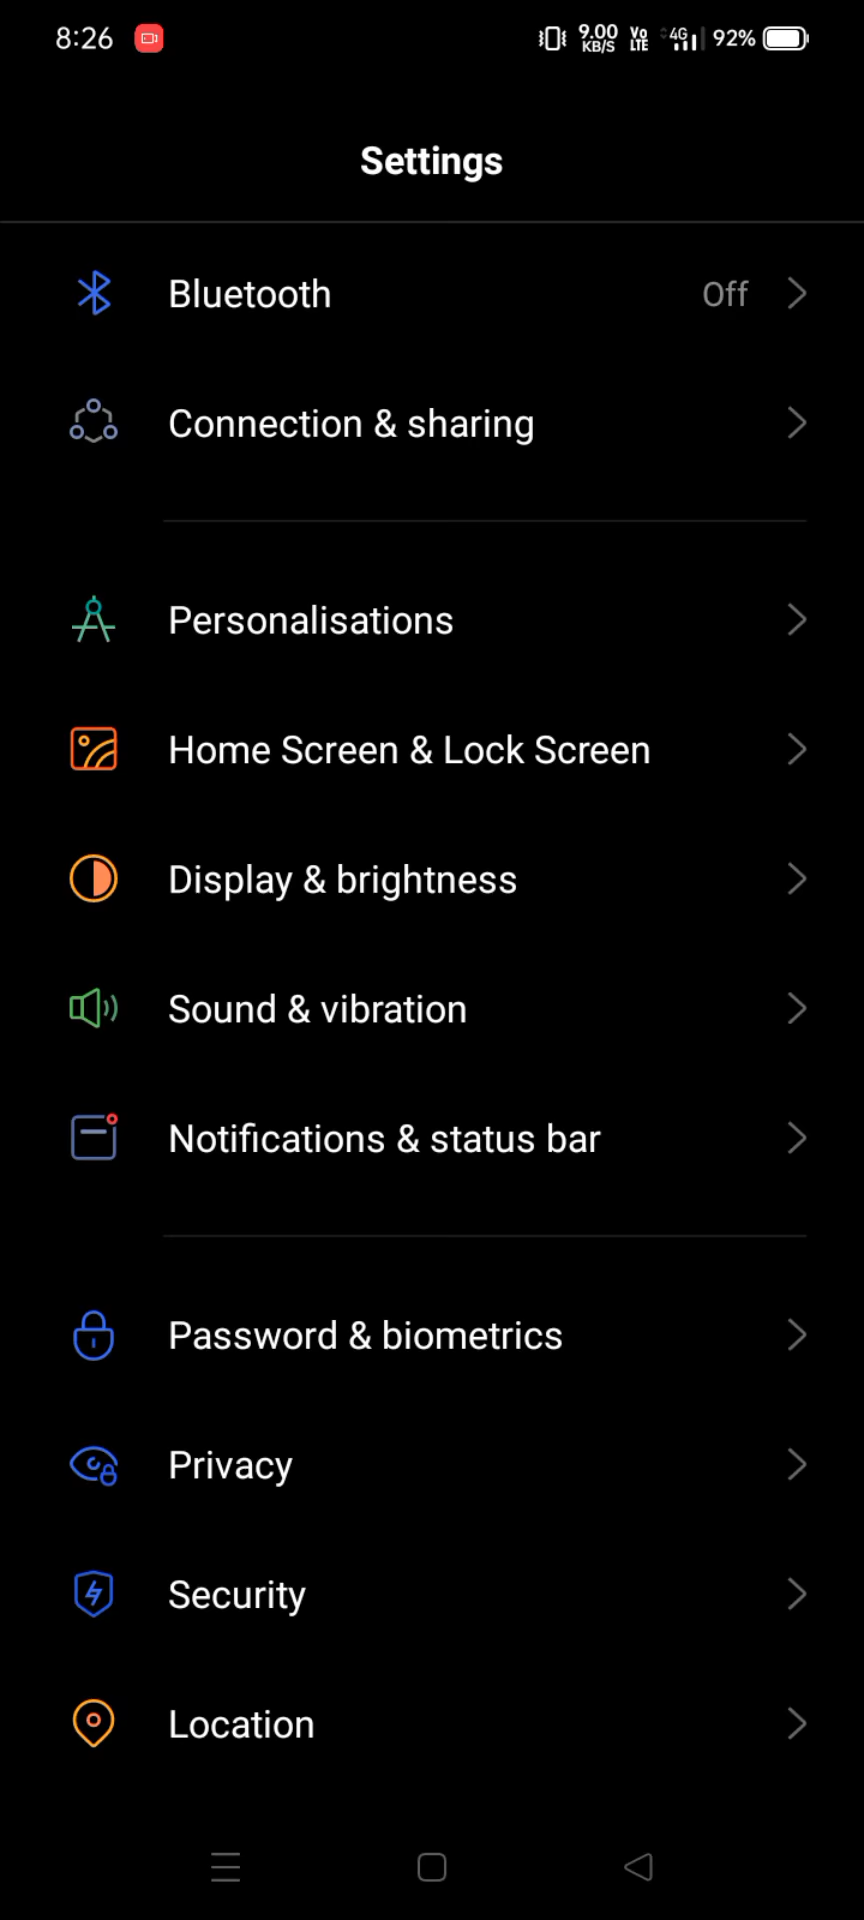 8:26 9.00 KB/S Vo LTE 4G 92%
Settings
Bluetooth Off
Connection & sharing
Personalisations
Home Screen & Lock Screen
Display & brightness
Sound & vibration
Notifications & status bar
Password & biometrics
Privacy
Security
Location